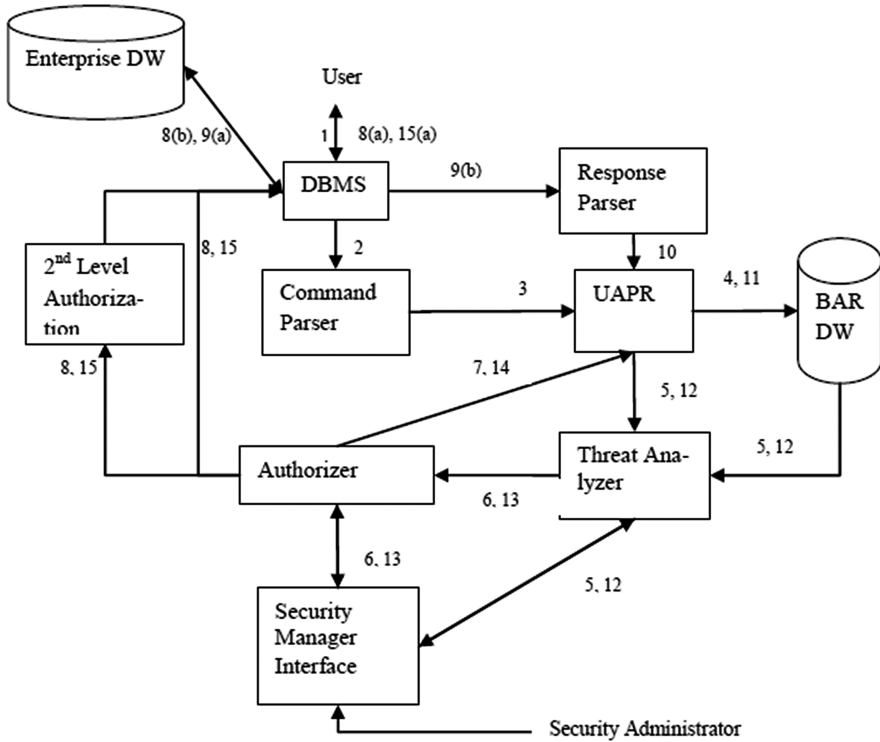 Enterprise DW
User
8(b), 9(a)
1
8(a), 15(a)
DBMS
9(b)
Response
Parser
2nd Level
Authoriza-
tion
8, 15
2
10
Command
Parser
3
UAPR
4, 11
BAR
DW
8, 15
7, 14
5, 12
Authorizer
6, 13
Threat Ana-
lyzer
5, 12
6, 13
5, 12
Security
Manager
Interface
Security Administrator